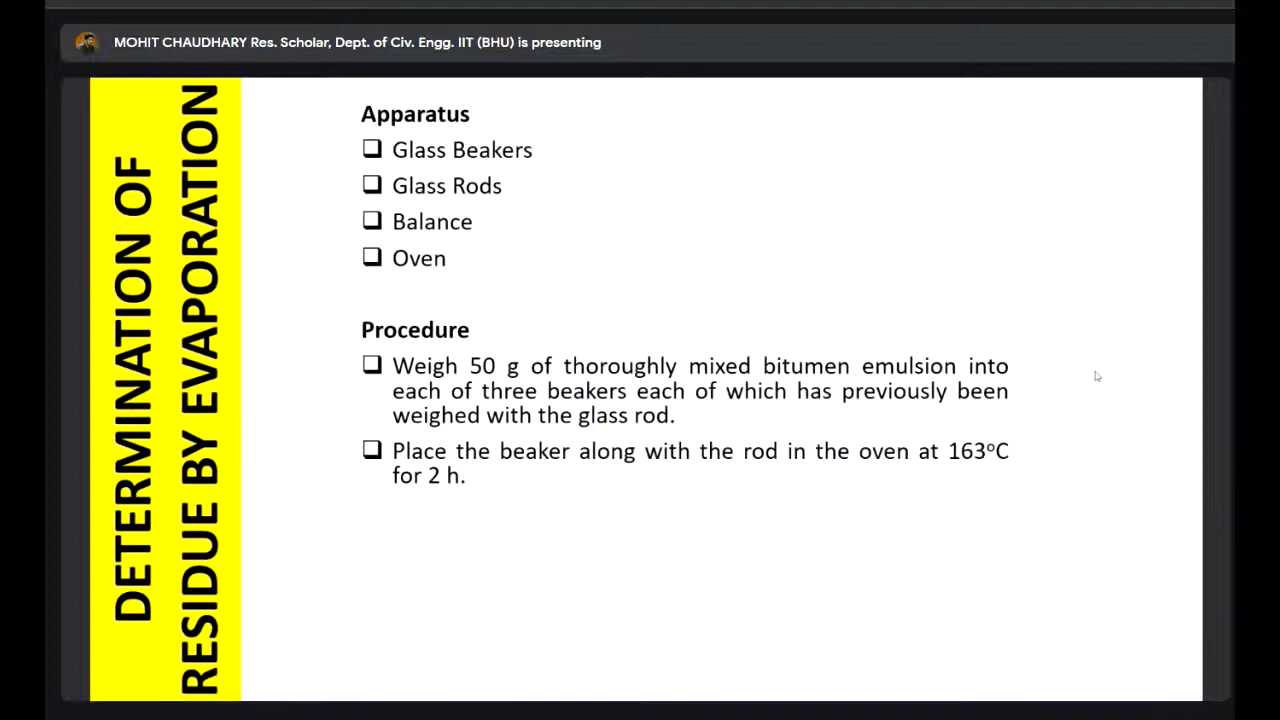 MOHIT CHAUDHARY Res. Scholar, Dept. of Civ. Engg. IIT (BHU) is presenting
DETERMINATION OF
RESIDUE BY EVAPORATION
Apparatus
❑ Glass Beakers
❑ Glass Rods
❑ Balance
❑ Oven
Procedure
❑ Weigh 50 g of thoroughly mixed bitumen emulsion into
each of three beakers each of which has previously been
weighed with the glass rod.
❑ Place the beaker along with the rod in the oven at 163ᵒC
for 2 h.